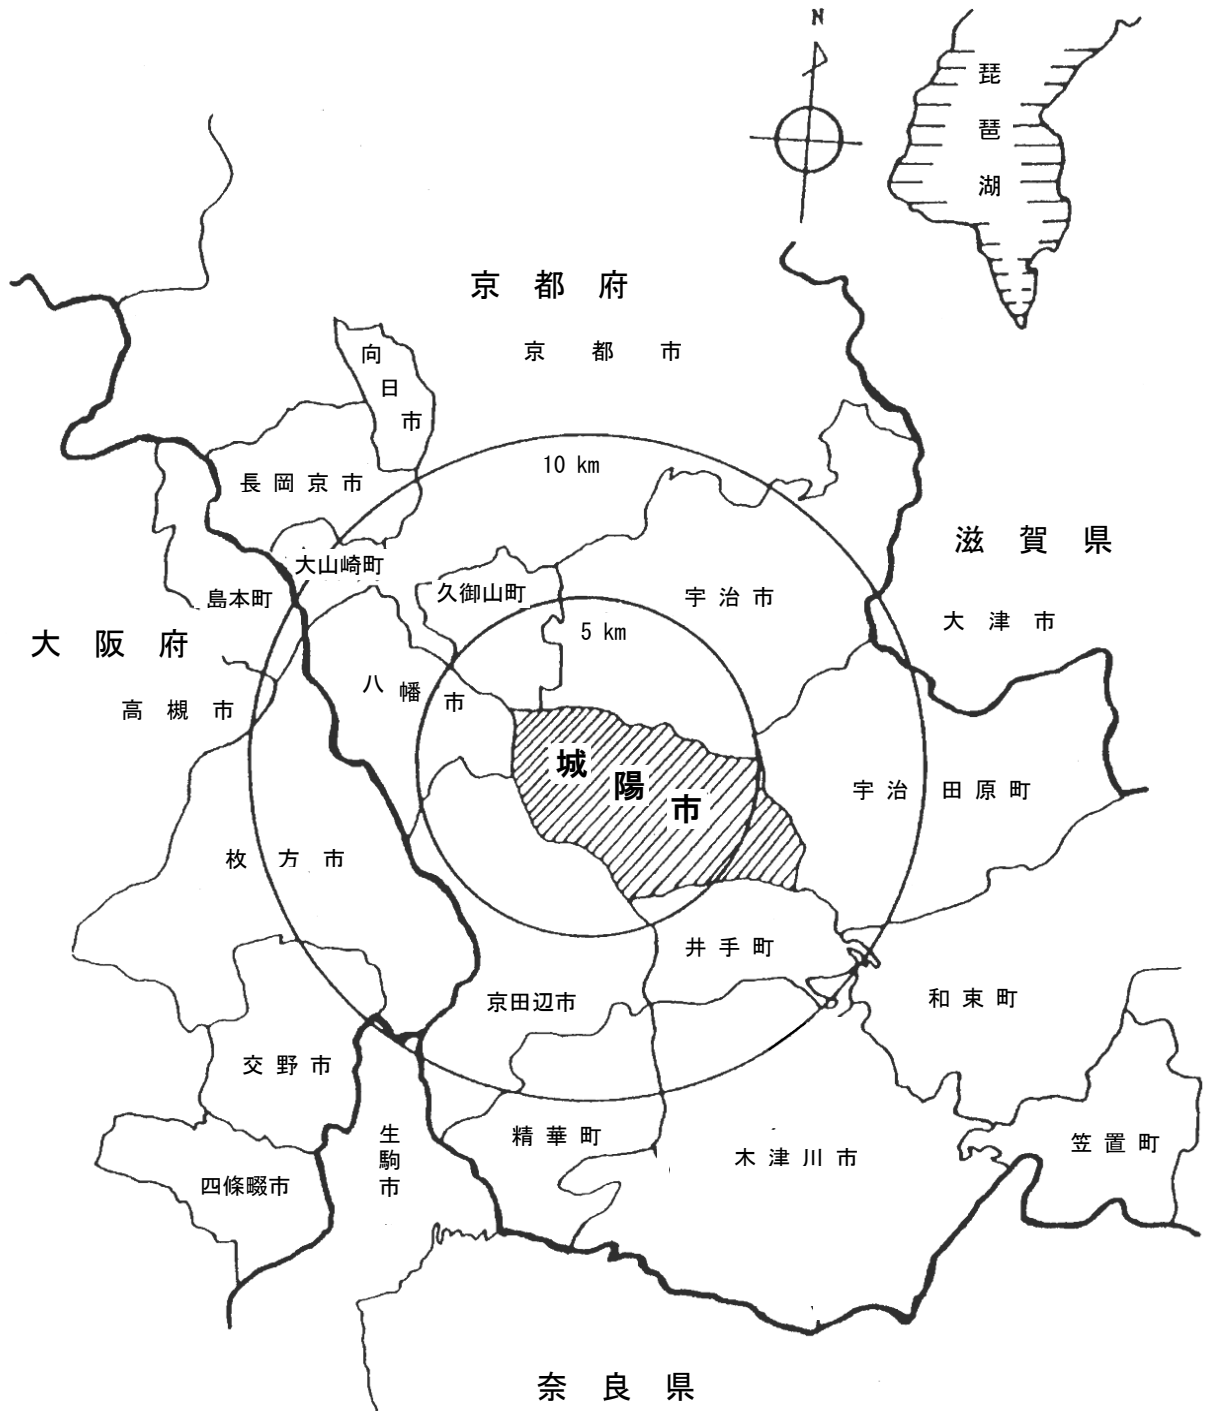 N
琵琶湖
京都府
京都市
向日市
10 km
長岡京市
滋賀県
大山崎町
久御山町
島本町
宇治市
大津市
5 km
大阪府
八幡市
高槻市
城陽市
宇治田原町
枚方市
井手町
京田辺市
和束町
交野市
精華町
生駒市
木津川市
笠置町
四條畷市
奈良県